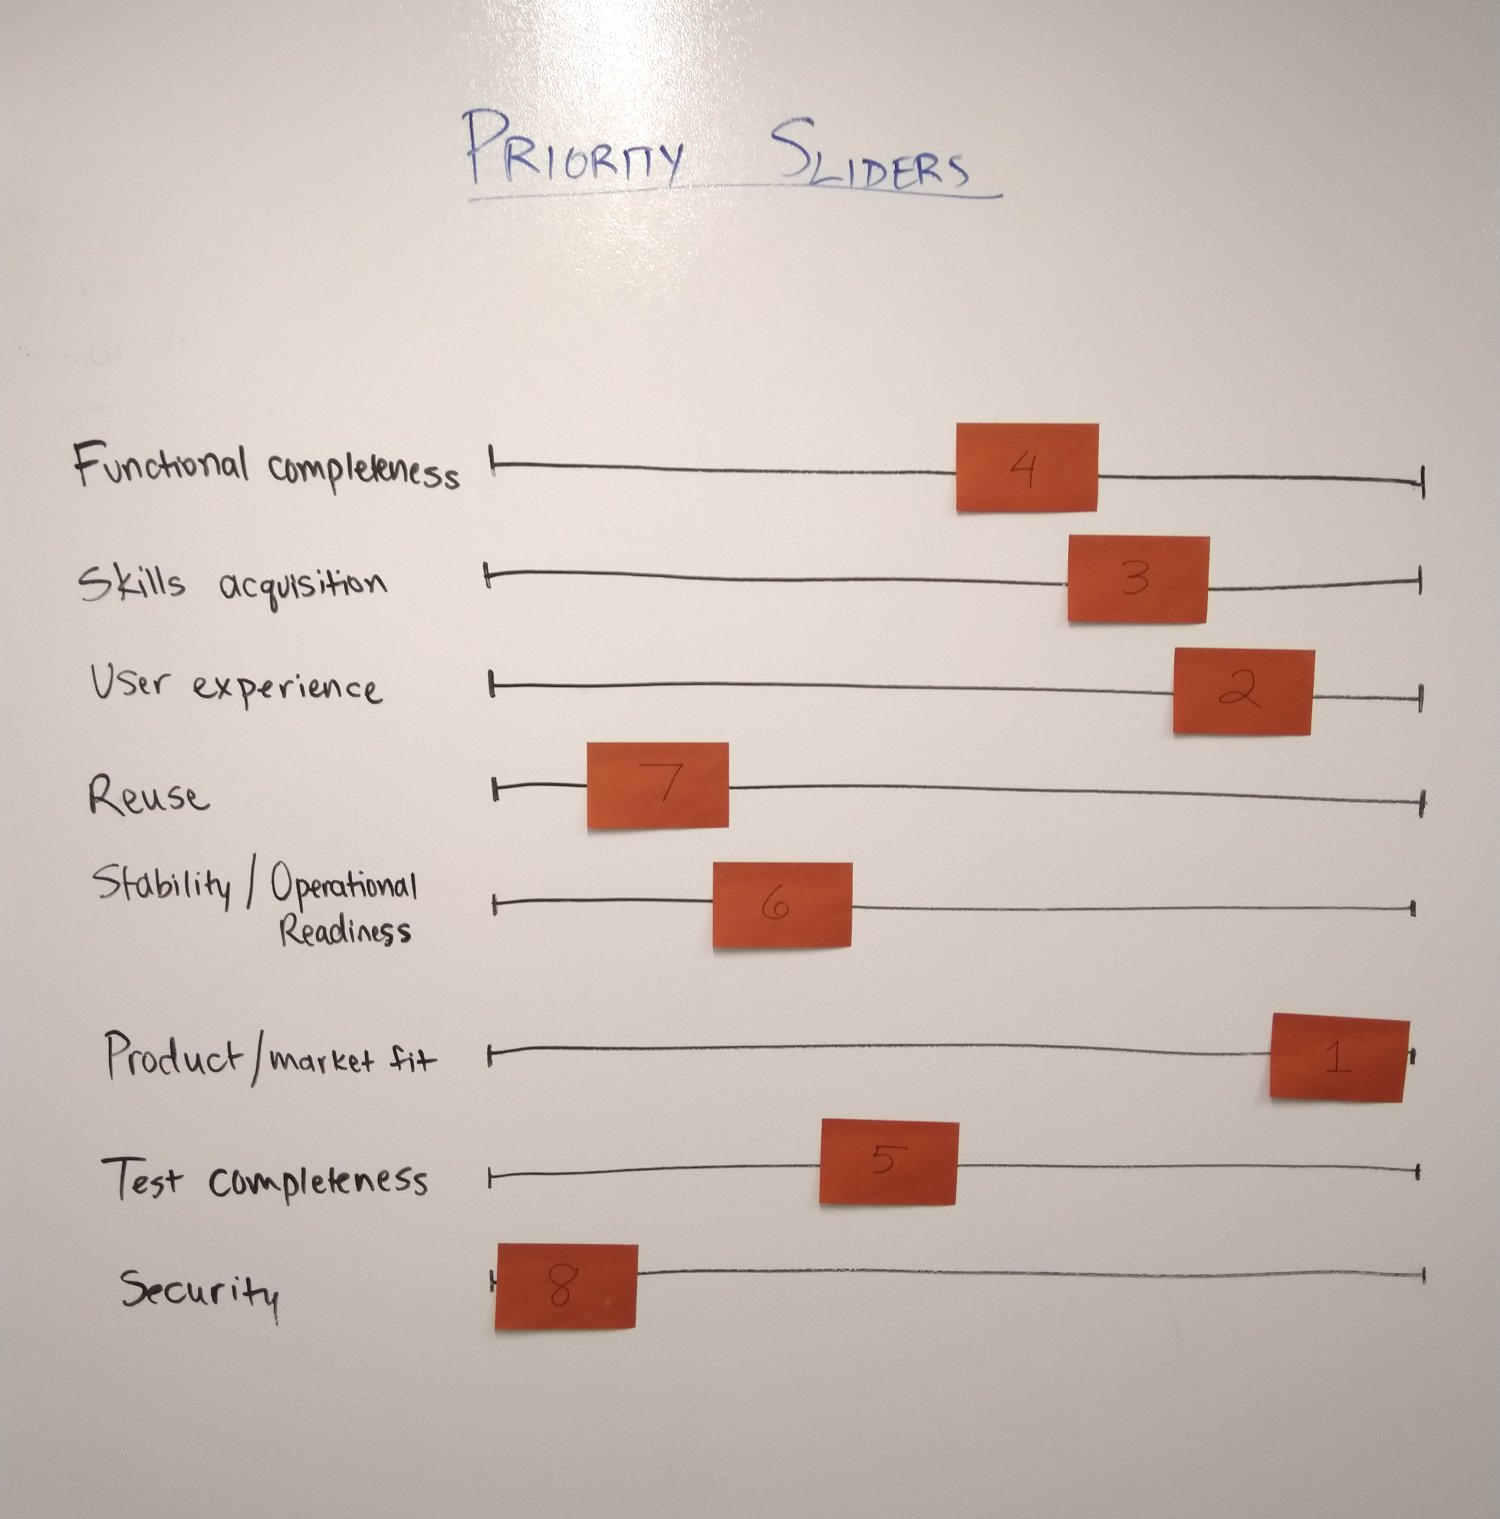 PRIORITY SLIDERS
Functional completeness 4
Skills acquisition 3
User experience 2
Reuse 7
Stability / Operational
Readiness 6
Product/market fit 1
Test completeness 5
Security 8